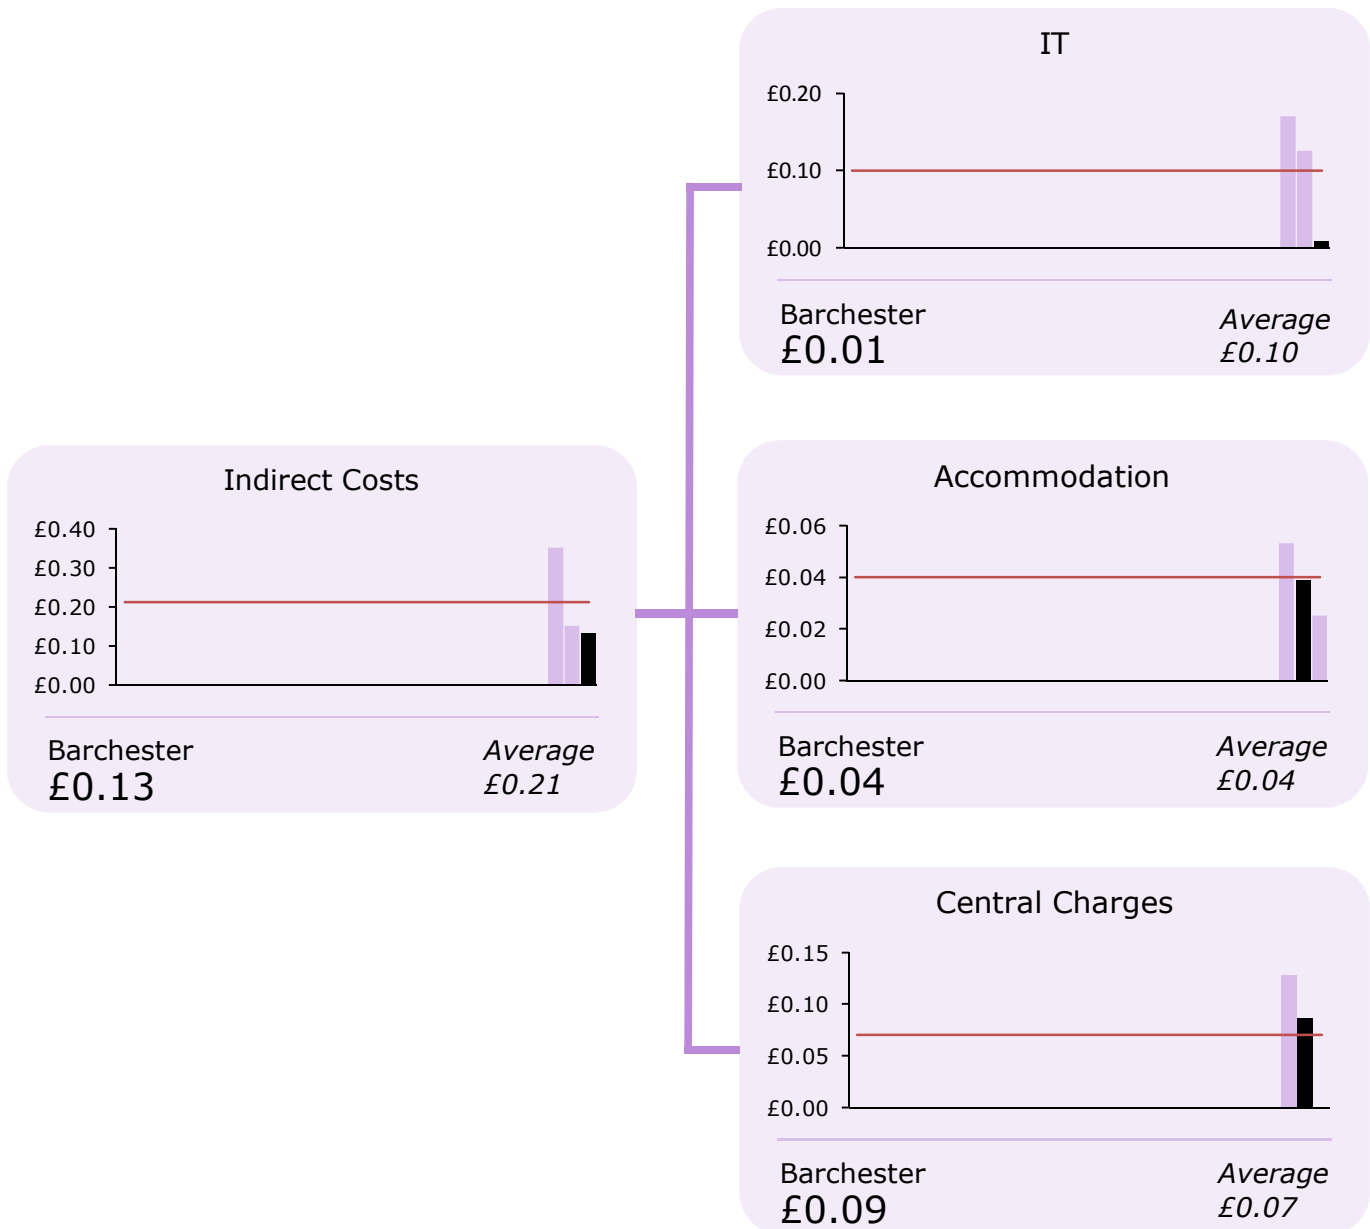 IT
£0.20
£0.10
£0.00
Barchester
£0.01
Average
£0.10
Indirect Costs
£0.40
£0.30
£0.20
£0.10
£0.00
Barchester
£0.13
Average
£0.21
Accommodation
£0.06
£0.04
£0.02
£0.00
Barchester
£0.04
Average
£0.04
Central Charges
£0.15
£0.10
£0.05
£0.00
Barchester
£0.09
Average
£0.07